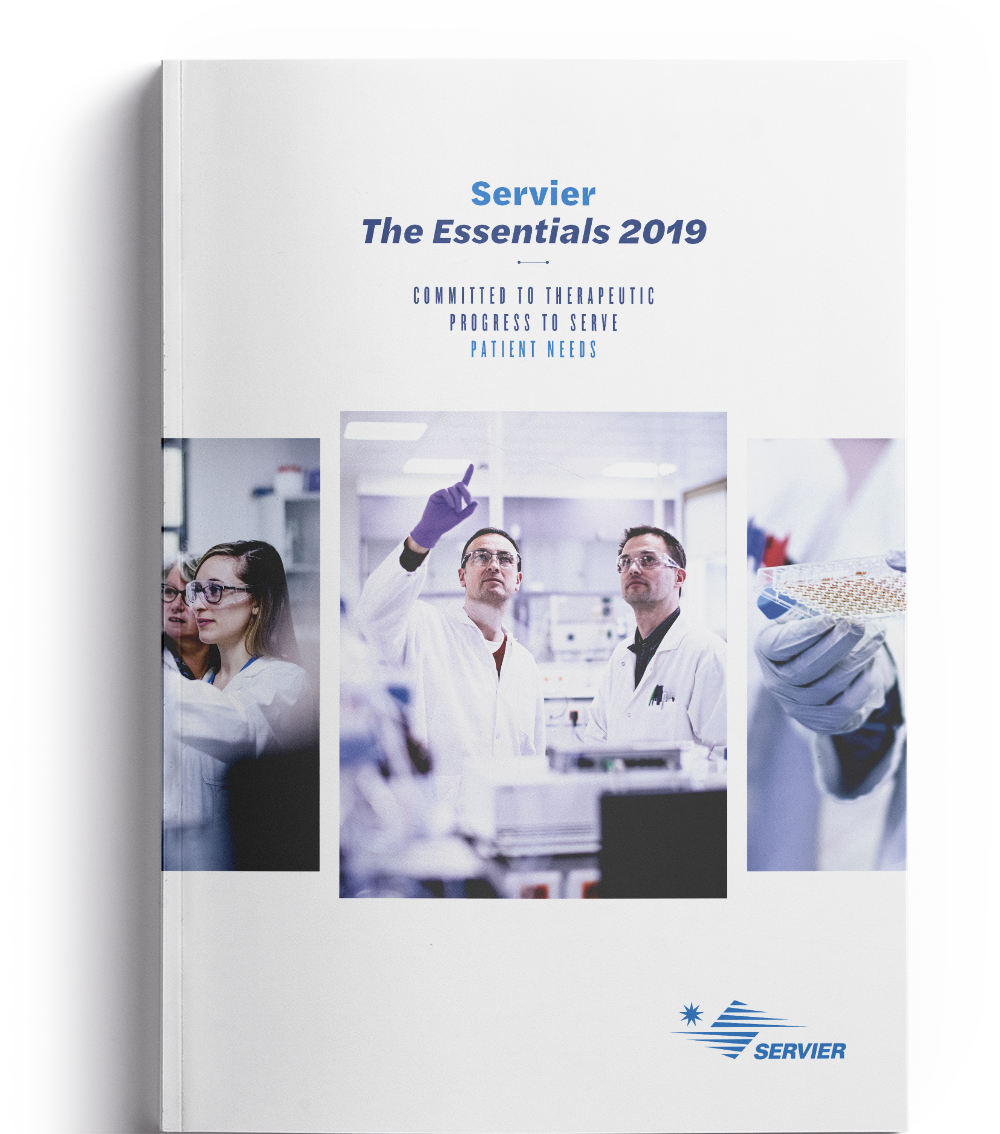 Servier
The Essentials 2019
COMMITTED TO THERAPEUTIC
PROGRESS TO SERVE
PATIENT NEEDS
SERVIER